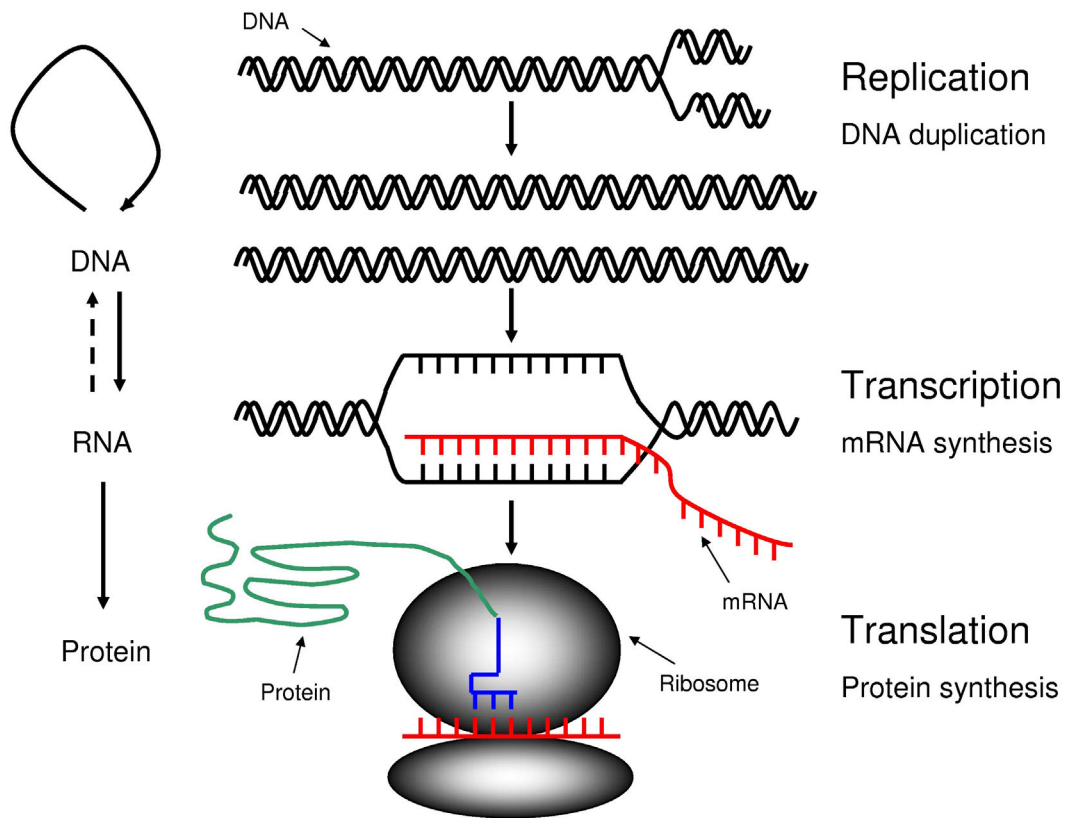 DNA
Replication
DNA duplication
DNA
RNA
Protein
Transcription
mRNA synthesis
mRNA
Protein
Ribosome
Translation
Protein synthesis